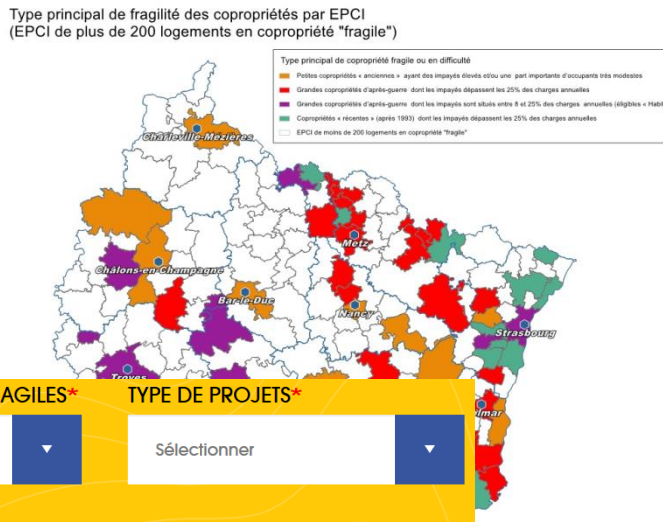 Type principal de fragilité des copropriétés par EPCI
(EPCI de plus de 200 logements en copropriété "fragile")
Type principal de copropriété fragile ou en difficulté
Petites copropriétés « anciennes » ayant des impayés élevés et/ou une part importante d'occupants très modestes
Grandes copropriétés d'après-guerre dont les impayés dépassent les 25% des charges annuelles
Grandes copropriétés d'après-guerre dont les impayés sont situés entre 8 et 25% des charges annuelles (éligibles « Habi
Copropriétés « récentes » (après 1993) dont les impayés dépassent les 25% des charges annuelles
EPCI de moins de 200 logements en copropriété "fragile"
Charleville-Mézières
Metz
Châlons-en-Champagne
Bar-le-Duc
Nancy
Strasbourg
Troyes
AGILES*
TYPE DE PROJETS*
lmar
Sélectionner